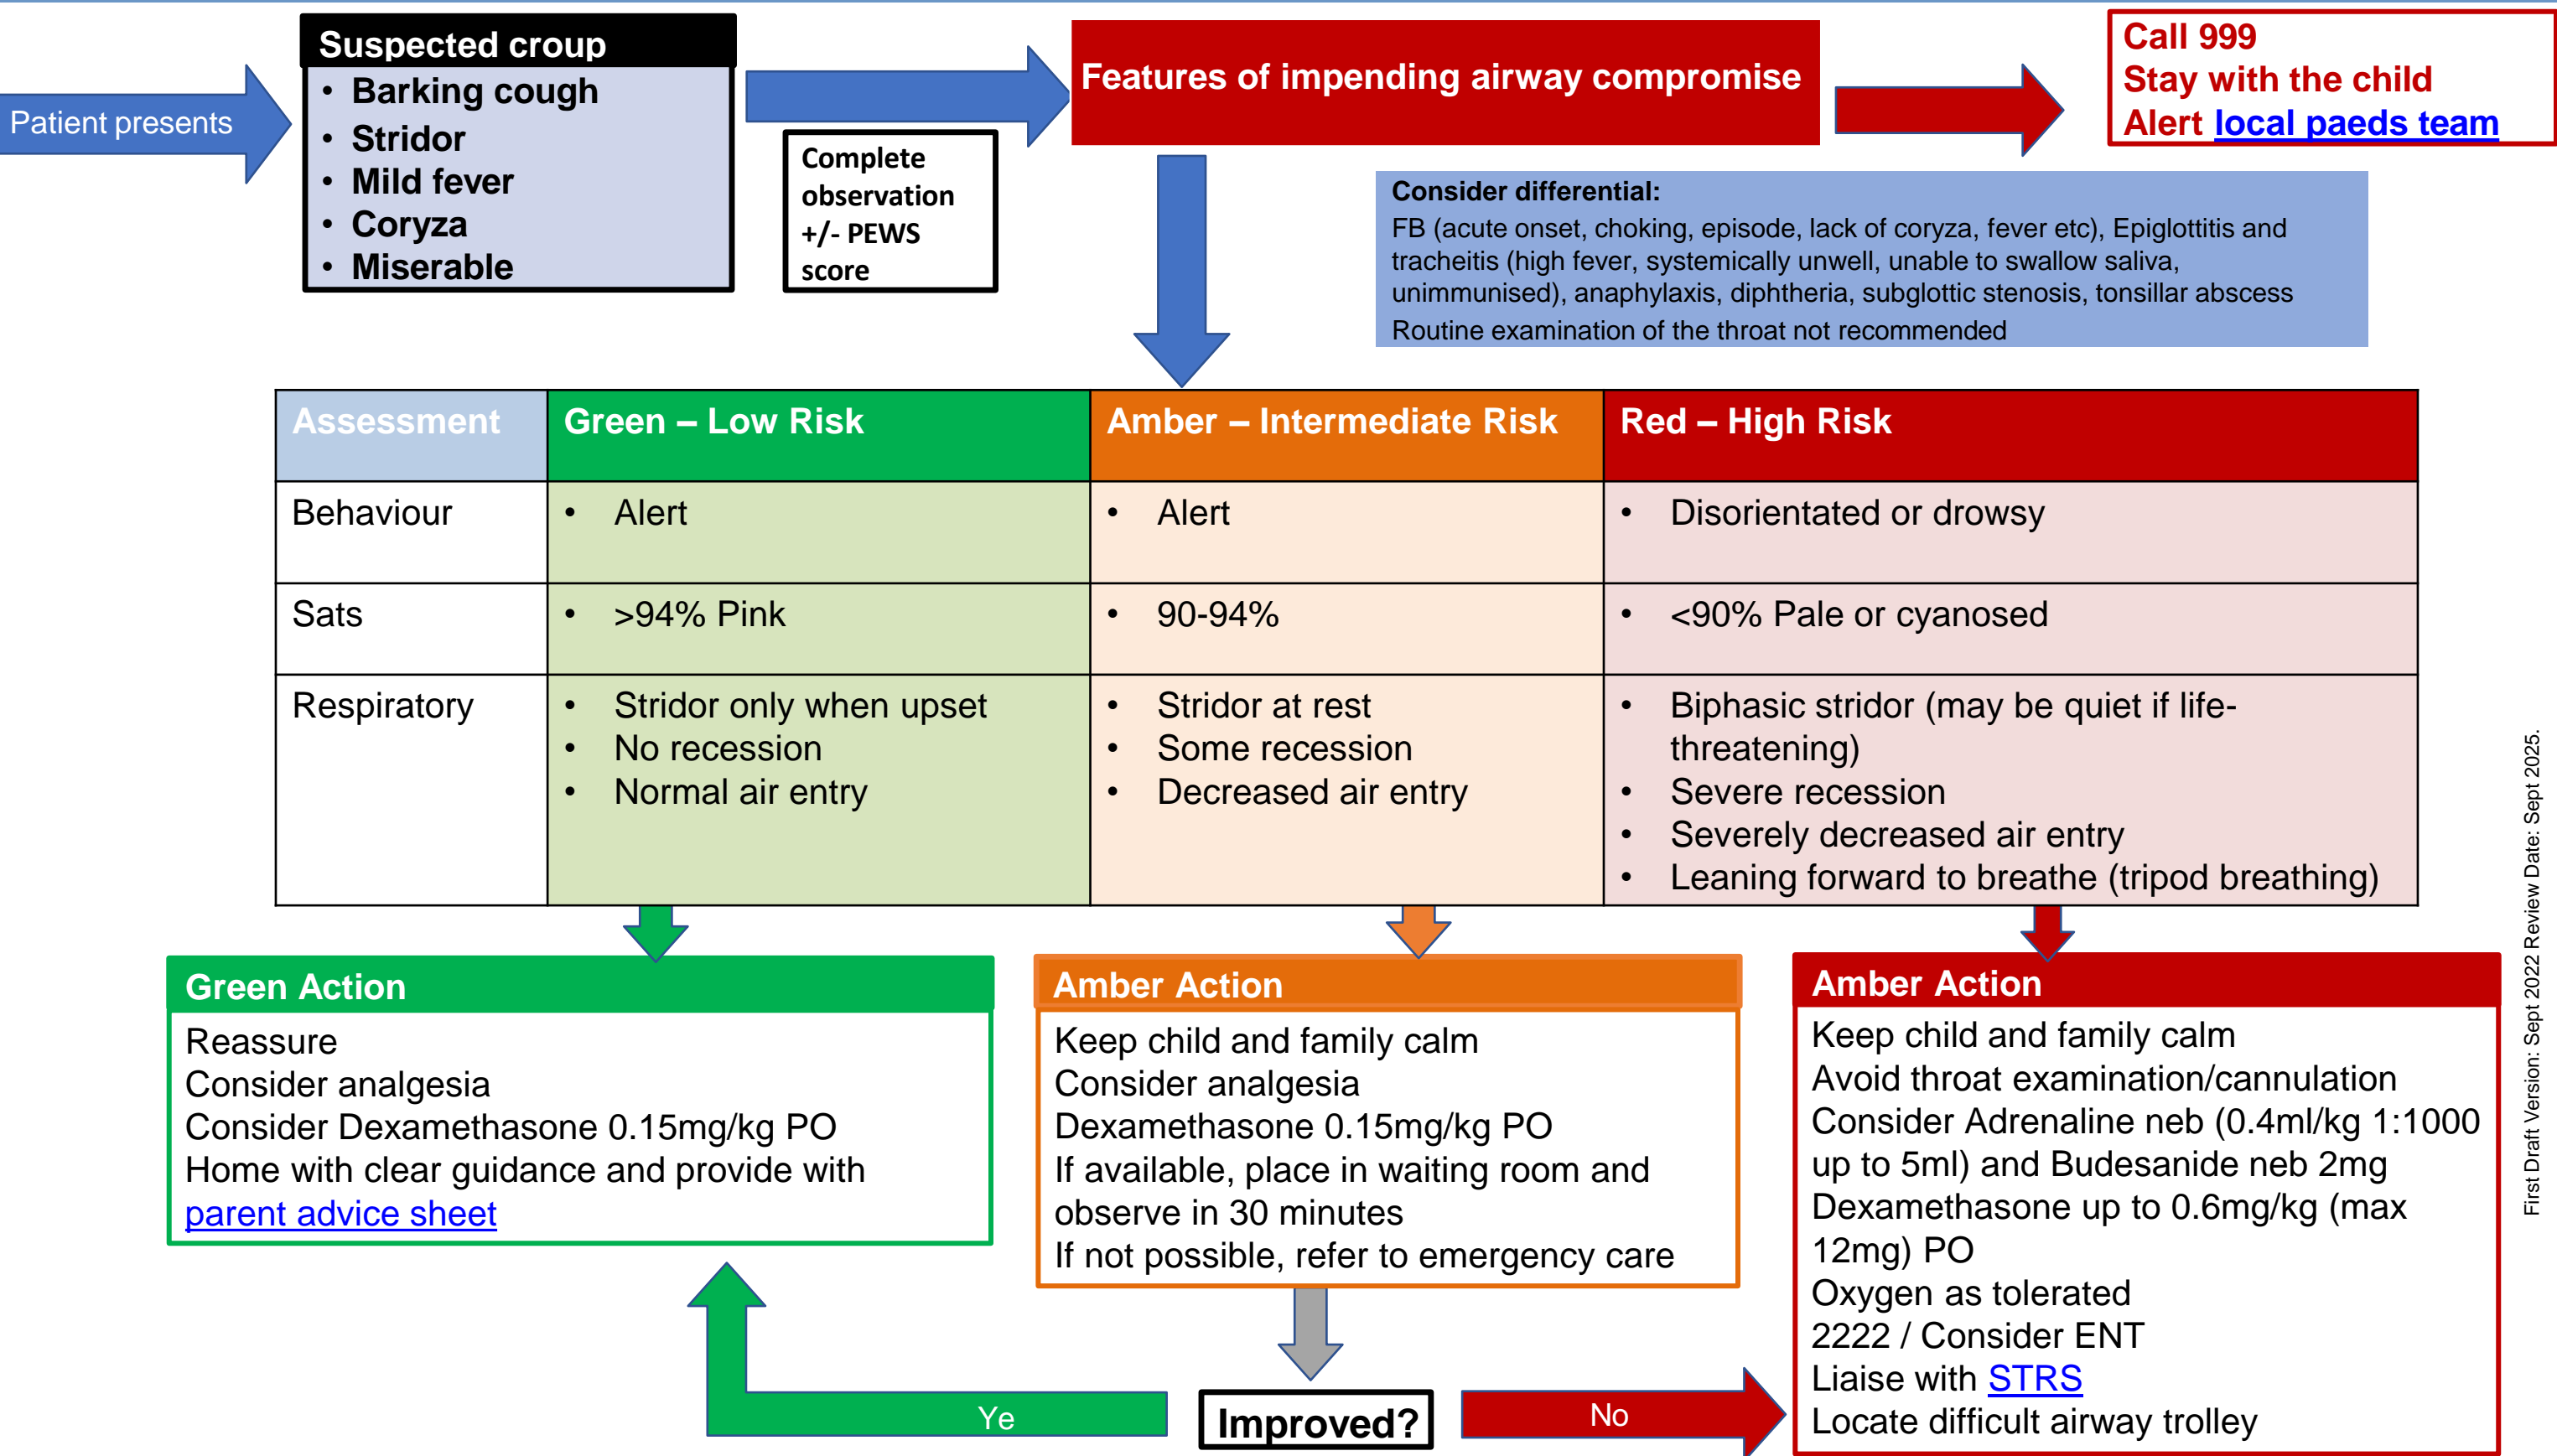 Patient presents
Suspected croup
• Barking cough
• Stridor
• Mild fever
• Coryza
• Miserable
Complete
observation
+/- PEWS
score
Features of impending airway compromise
Call 999
Stay with the child
Alert local paeds team
Consider differential:
FB (acute onset, choking, episode, lack of coryza, fever etc), Epiglottitis and
tracheitis (high fever, systemically unwell, unable to swallow saliva,
unimmunised), anaphylaxis, diphtheria, subglottic stenosis, tonsillar abscess
Routine examination of the throat not recommended
Assessment
Green – Low Risk
Amber – Intermediate Risk
Red – High Risk
Behaviour
• Alert
• Alert
• Disorientated or drowsy
Sats
• >94% Pink
• 90-94%
• <90% Pale or cyanosed
Respiratory
• Stridor only when upset
• No recession
• Normal air entry
• Stridor at rest
• Some recession
• Decreased air entry
• Biphasic stridor (may be quiet if life-
threatening)
• Severe recession
• Severely decreased air entry
• Leaning forward to breathe (tripod breathing)
Green Action
Reassure
Consider analgesia
Consider Dexamethasone 0.15mg/kg PO
Home with clear guidance and provide with
parent advice sheet
Amber Action
Keep child and family calm
Consider analgesia
Dexamethasone 0.15mg/kg PO
If available, place in waiting room and
observe in 30 minutes
If not possible, refer to emergency care
Amber Action
Keep child and family calm
Avoid throat examination/cannulation
Consider Adrenaline neb (0.4ml/kg 1:1000
up to 5ml) and Budesanide neb 2mg
Dexamethasone up to 0.6mg/kg (max
12mg) PO
Oxygen as tolerated
2222 / Consider ENT
Liaise with STRS
Locate difficult airway trolley
Ye
Improved?
No
First Draft Version: Sept 2022 Review Date: Sept 2025.